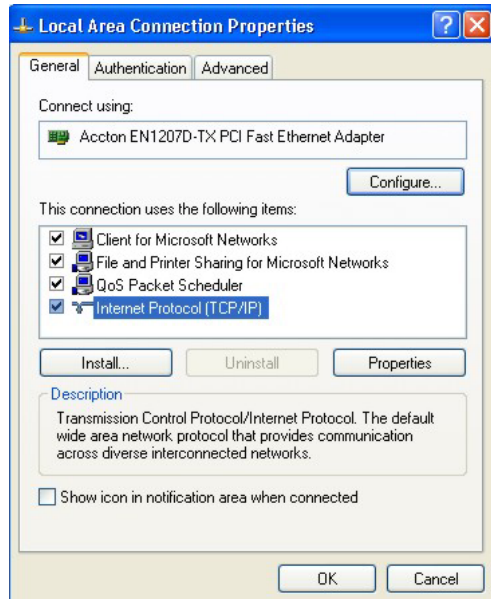 Local Area Connection Properties
General Authentication Advanced
Connect using:
Accton EN1207D-TX PCI Fast Ethernet Adapter
Configure...
This connection uses the following items:
Client for Microsoft Networks
File and Printer Sharing for Microsoft Networks
QoS Packet Scheduler
Internet Protocol (TCP/IP)
Install... Uninstall Properties
Description
Transmission Control Protocol/Internet Protocol. The default
wide area network protocol that provides communication
across diverse interconnected networks.
Show icon in notification area when connected
OK Cancel